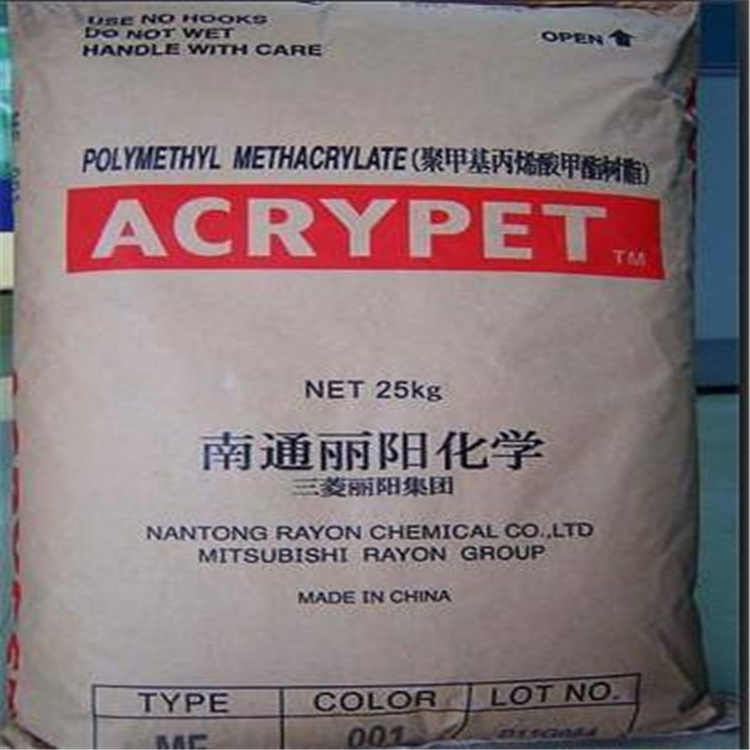 USE NO HOOKS
DO NOT WET
HANDLE WITH CARE
OPEN
POLYMETHYL METHACRYLATE (聚甲基丙烯酸甲酯树脂)
ACRYPET TM
NET 25kg
南通丽阳化学
三菱丽阳集团
NANTONG RAYON CHEMICAL CO.,LTD
MITSUBISHI RAYON GROUP
MADE IN CHINA
TYPE COLOR LOT NO.
MF 001